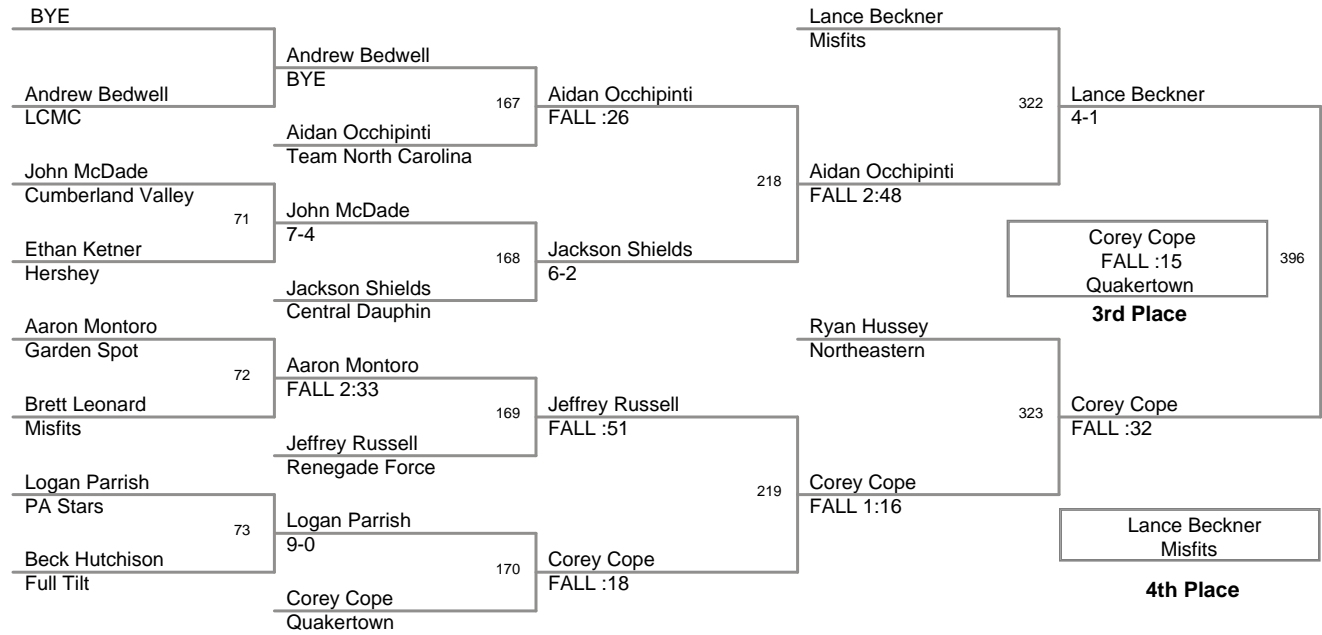 BYE
Andrew Bedwell
LCMC
John McDade
Cumberland Valley
71
Ethan Ketner
Hershey
Aaron Montoro
Garden Spot
72
Brett Leonard
Misfits
Logan Parrish
PA Stars
73
Beck Hutchison
Full Tilt
Andrew Bedwell
BYE
167
Aidan Occhipinti
Team North Carolina
John McDade
7-4
168
Jackson Shields
Central Dauphin
Aaron Montoro
FALL 2:33
169
Jeffrey Russell
Renegade Force
Logan Parrish
9-0
170
Corey Cope
Quakertown
Aidan Occhipinti
FALL :26
218
Jackson Shields
6-2
Jeffrey Russell
FALL :51
219
Corey Cope
FALL :18
Lance Beckner
Misfits
322
Aidan Occhipinti
FALL 2:48
Ryan Hussey
Northeastern
323
Corey Cope
FALL 1:16
Lance Beckner
4-1
396
Corey Cope
FALL :32
Corey Cope
FALL :15
Quakertown
3rd Place
Lance Beckner
Misfits
4th Place